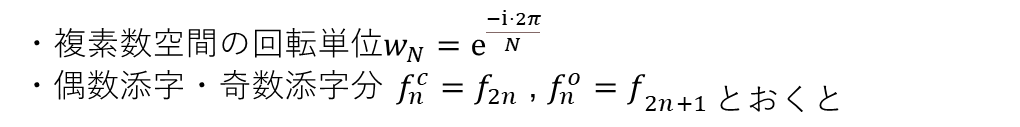 ・複素数空間の回転単位w_N = e^{\frac{-i·2π}{N}}
・偶数添字・奇数添字分 f_n^c = f_{2n} , f_n^o = f_{2n+1} とおくと